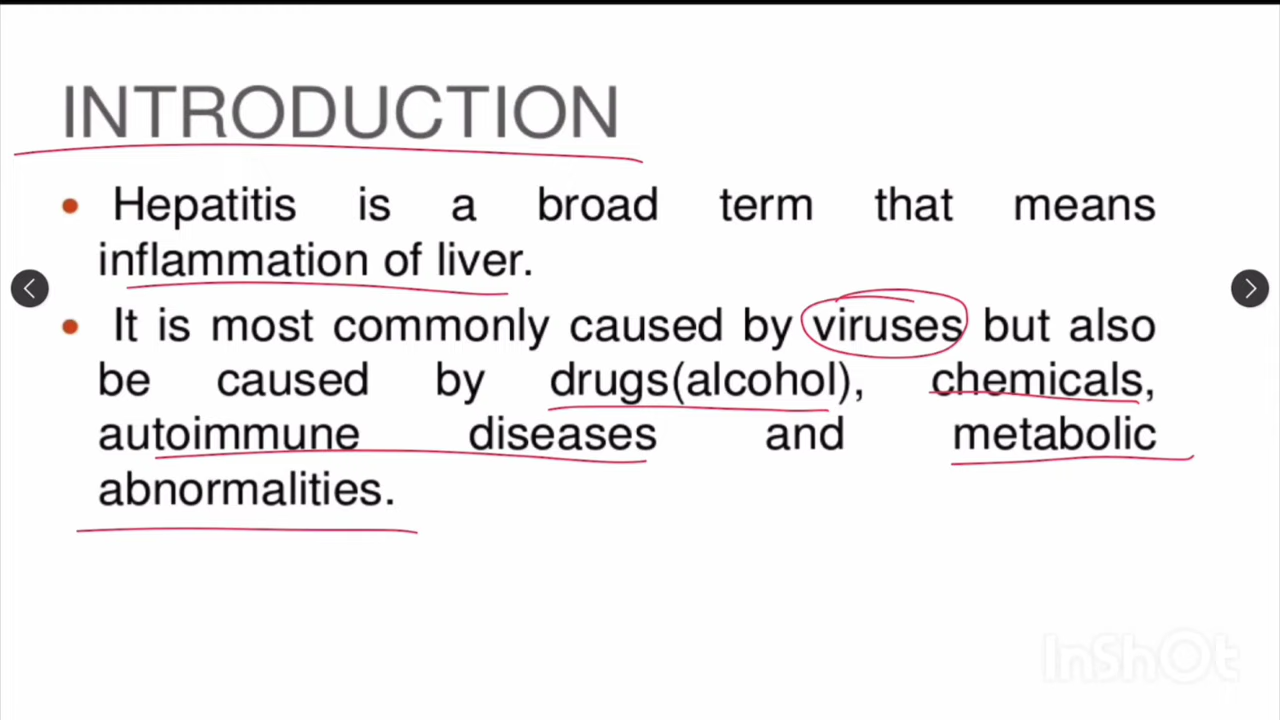 INTRODUCTION
• Hepatitis is a broad term that means
inflammation of liver.
• It is most commonly caused by viruses but also
be caused by drugs(alcohol), chemicals,
autoimmune diseases and metabolic
abnormalities.
InShOt